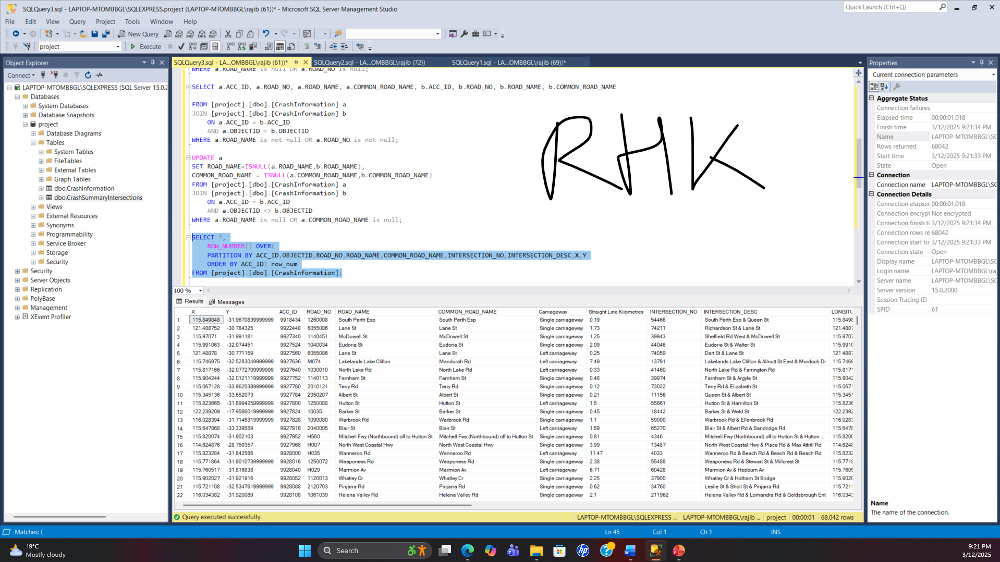 SQLQuery3.sql - LAPTOP-MTOMBBGL\SQLEXPRESS.project (LAPTOP-MTOMBBGL\rajib (61))* - Microsoft SQL Server Management Studio
Quick Launch (Ctrl+Q)
File Edit View Query Project Tools Window Help
New Query
project Execute
Object Explorer
Connect
LAPTOP-MTOMBBGL\SQLEXPRESS (SQL Server 15.0.2
Databases
System Databases
Database Snapshots
project
Database Diagrams
Tables
System Tables
FileTables
External Tables
Graph Tables
dbo.CrashInformation
dbo.CrashSummaryIntersections
Views
External Resources
Synonyms
Programmability
Service Broker
Storage
Security
Security
Server Objects
Replication
PolyBase
Management
XEvent Profiler
SQLQuery3.sql - LA...OMBBGL\rajib (61))* SQLQuery2.sql - LA...OMBBGL\rajib (72)) SQLQuery1.sql - LA...OMBBGL\rajib (69))*
WHERE a.ROAD_NAME is null OR a.ROAD_NO is null;
SELECT a.ACC_ID, a.ROAD_NO, a.ROAD_NAME, a.COMMON_ROAD_NAME, b.ACC_ID, b.ROAD_NO, b.ROAD_NAME, b.COMMON_ROAD_NAME
FROM [project].[dbo].[CrashInformation] a
JOIN [project].[dbo].[CrashInformation] b
ON a.ACC_ID = b.ACC_ID
AND a.OBJECTID = b.OBJECTID
WHERE a.ROAD_NAME is not null OR a.ROAD_NO is not null;
UPDATE a
SET ROAD_NAME=ISNULL(a.ROAD_NAME,b.ROAD_NAME),
COMMON_ROAD_NAME = ISNULL(a.COMMON_ROAD_NAME,b.COMMON_ROAD_NAME)
FROM [project].[dbo].[CrashInformation] a
JOIN [project].[dbo].[CrashInformation] b
ON a.ACC_ID = b.ACC_ID
AND a.OBJECTID <> b.OBJECTID
WHERE a.ROAD_NAME is null OR a.COMMON_ROAD_NAME is null;
SELECT *,
ROW_NUMBER() OVER(
PARTITION BY ACC_ID,OBJECTID,ROAD_NO,ROAD_NAME,COMMON_ROAD_NAME,INTERSECTION_NO,INTERSECTION_DESC,X,Y
ORDER BY ACC_ID) row_num
FROM [project].[dbo].[CrashInformation];
RHK
100 %
Results Messages
X Y ACC_ID ROAD_NO ROAD_NAME COMMON_ROAD_NAME Carriageway Straight Line Kilometres INTERSECTION_NO INTERSECTION_DESC LONGITU
1 115.849848 -31.9670839999999 9918434 1260008 South Perth Esp South Perth Esp Single carriageway 0.19 54466 South Perth Esp & Queen St 115.849
2 121.488752 -30.784325 9922448 6055086 Lane St Lane St Single carriageway 1.73 74211 Richardson St & Lane St 121.488
3 115.97071 -31.991181 9927340 1140451 McDowell St McDowell St Single carriageway 1.25 39943 Sheffield Rd West & McDowell St 115.970
4 115.991063 -32.074451 9927524 1040034 Eudoria St Eudoria St Single carriageway 2.09 44046 Eudoria St & Walter St 115.991
5 121.48878 -30.771159 9927560 6055086 Lane St Lane St Left carriageway 0.25 74059 Dart St & Lane St 121.488
6 115.746975 -32.5283049999999 9927636 M074 Lakelands Lake Clifton Mandurah Rd Left carriageway 7.49 13791 Lakelands Lake Clifton & Allnutt St East & Murdoch Dr 115.746
7 115.817166 -32.0772709999999 9927640 1030010 North Lake Rd North Lake Rd Left carriageway 0.33 41460 North Lake Rd & Farrington Rd 115.817
8 115.904244 -32.0121119999999 9927752 1140113 Farnham St Farnham St Single carriageway 0.48 39974 Farnham St & Argyle St 115.904
9 115.067128 -33.9620389999999 9927780 2010121 Terry Rd Terry Rd Single carriageway 0.12 73022 Terry Rd & Elizabeth St 115.067
10 115.345136 -33.652073 9927784 2050207 Albert St Albert St Single carriageway 0.21 11156 Queen St & Albert St 115.345
11 115.823665 -31.8994259999999 9927800 1250088 Hutton St Hutton St Left carriageway 1.5 55661 Hutton St & Hamilton St 115.823
12 122.239209 -17.9586019999999 9927824 10035 Barker St Barker St Single carriageway 0.45 18442 Barker St & Weld St 122.239
13 116.028394 -31.7146319999999 9927828 1090080 Warbrook Rd Warbrook Rd Single carriageway 1.1 59000 Warbrook Rd & Ellenbrook Rd 116.028
14 115.647868 -33.339559 9927916 2040005 Blair St Blair St Left carriageway 1.59 65270 Blair St & Albert Rd & Sandridge Rd 115.647
15 115.820074 -31.902103 9927952 H560 Mitchell Fwy (Northbound) off to Hutton St Mitchell Fwy (Northbound) off to Hutton St Single carriageway 0.81 4346 Mitchell Fwy (Northbound) off to Hutton St & Hutton ... 115.820
16 114.624876 -28.759357 9927968 H007 North West Coastal Hwy North West Coastal Hwy Single carriageway 3.99 13487 North West Coastal Hwy & Place Rd & Max Attrill Rd 114.624
17 115.823284 -31.842586 9928000 H035 Wanneroo Rd Wanneroo Rd Left carriageway 11.47 4033 Wanneroo Rd & Beach Rd & Beach Rd & Beach Rd 115.823
18 115.771864 -31.9010739999999 9928016 1250072 Weaponess Rd Weaponess Rd Single carriageway 2.38 55488 Weaponess Rd & Stewart St & Millcrest St 115.771
19 115.760517 -31.816838 9928040 H029 Marmion Av Marmion Av Left carriageway 6.71 60428 Marmion Av & Hepburn Av 115.760
20 115.902027 -31.921916 9928052 1120013 Whatley Cr Whatley Cr Single carriageway 2.25 37900 Whatley Cr & Hotham St Bridge 115.902
21 115.721108 -32.5347619999999 9928088 2120703 Pinjarra Rd Pinjarra Rd Single carriageway 0.62 34760 Leslie St & Sholl St & Pinjarra Rd 115.721
22 116.034382 -31.920089 9928108 1061039 Helena Valley Rd Helena Valley Rd Single carriageway 2.1 211962 Helena Valley Rd & Lomandra Rd & Goldsbrough Ent 116.034
Query executed successfully. LAPTOP-MTOMBBGL\SQLEXPRESS ... LAPTOP-MTOMBBGL\rajib ... project 00:00:01 68,042 rows
Properties
Current connection parameters
Aggregate Status
Connection failures
Elapsed time 00:00:01.018
Finish time 3/12/2025 9:21:34 PM
Name LAPTOP-MTOMBBGL\SC
Rows returned 68042
Start time 3/12/2025 9:21:33 PM
State Open
Connection
Connection name LAPTOP-MTOMBBGL\SC
Connection Details
Connection elapsec 00:00:01.018
Connection encrypt Not encrypted
Connection finish ti 3/12/2025 9:21:34 PM
Connection rows re 68042
Connection start tir 3/12/2025 9:21:33 PM
Connection state Open
Display name LAPTOP-MTOMBBGL\SC
Login name LAPTOP-MTOMBBGL\ra
Server name LAPTOP-MTOMBBGL\SC
Server version 15.0.2000
Session Tracing ID
SPID 61
Name
The name of the connection.
Matches: ( Ln 45 Col 1 Ch 1 INS
19°C
Mostly cloudy
Search
9:21 PM
3/12/2025